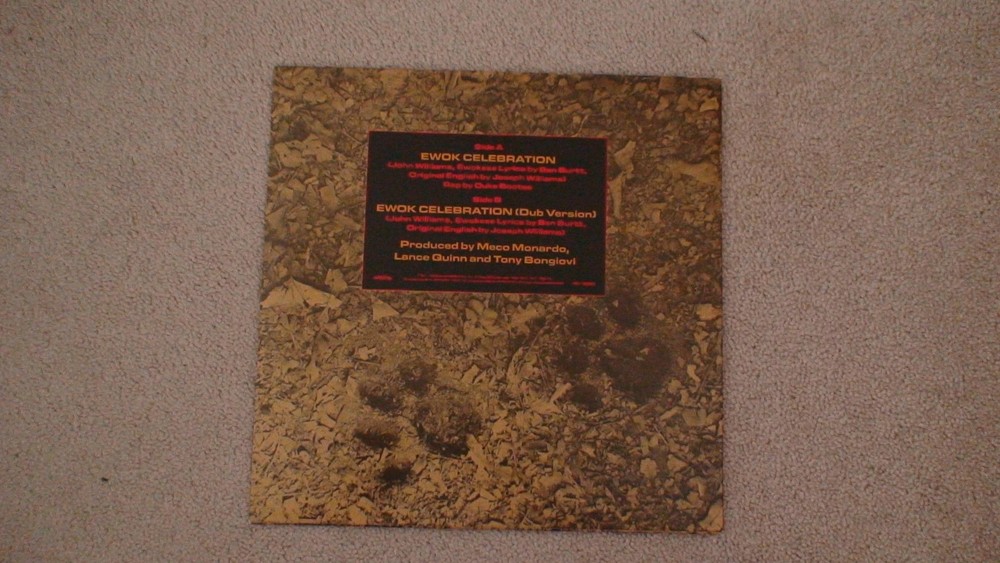 Side A
EWOK CELEBRATION
(John Williams, Ewokese Lyrics by Ben Burtt,
Original English by Joseph Williams)
Rap by Duke Bootee
Side B
EWOK CELEBRATION (Dub Version)
(John Williams, Ewokese Lyrics by Ben Burtt,
Original English by Joseph Williams)
Produced by Meco Monardo,
Lance Quinn and Tony Bongiovi